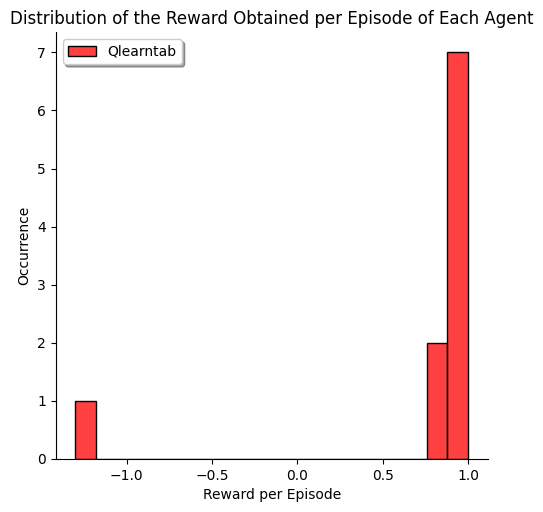 Distribution of the Reward Obtained per Episode of Each Agent
Qlearntab
7
6
5
4
3
2
1
0
Occurrence
−1.0 −0.5 0.0 0.5 1.0
Reward per Episode